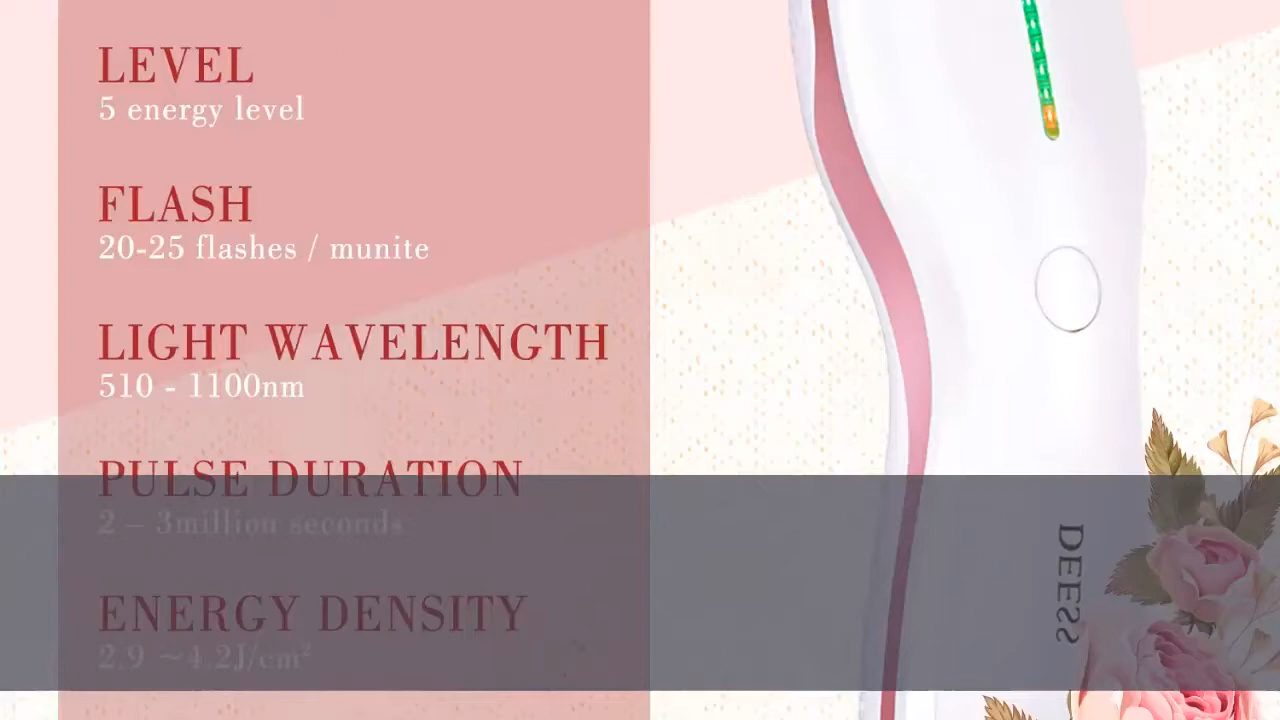 LEVEL
5 energy level
FLASH
20-25 flashes / munite
LIGHT WAVELENGTH
510 - 1100nm
PULSE DURATION
2 – 3million seconds
ENERGY DENSITY
2.9 ~4.2J/cm²
DEESS